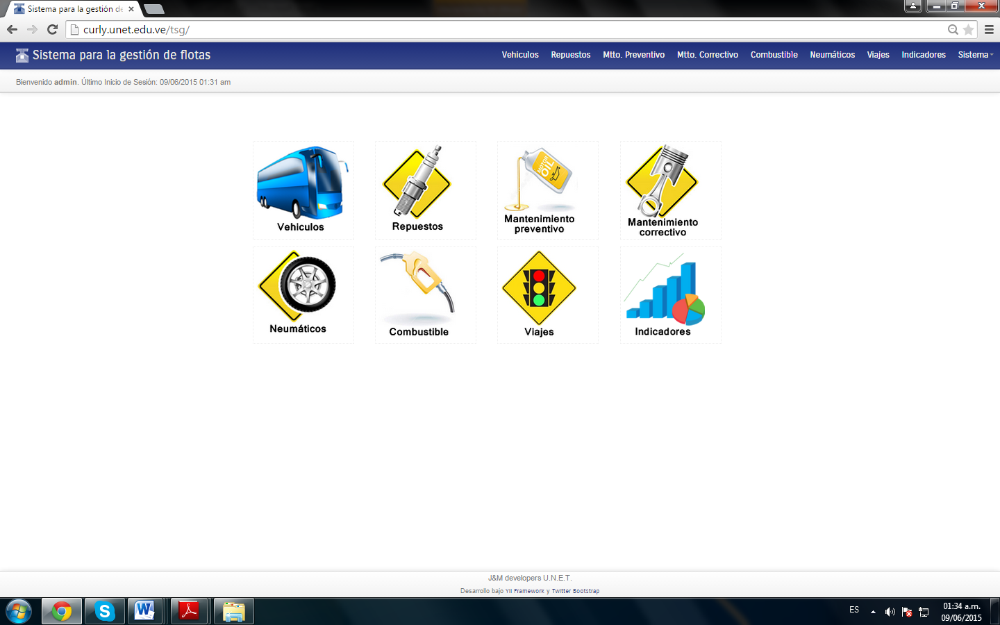 Sistema para la gestión de
curly.unet.edu.ve/tsg/
Sistema para la gestión de flotas
Vehiculos Repuestos Mtto. Preventivo Mtto. Correctivo Combustible Neumáticos Viajes Indicadores Sistema
Bienvenido admin. Último Inicio de Sesión: 09/06/2015 01:31 am
MOTOR
OIL
Vehiculos
Repuestos
Mantenimiento
preventivo
Mantenimiento
correctivo
Neumáticos
Combustible
Viajes
Indicadores
J&M developers U.N.E.T.
Desarrollo bajo YII Framework y Twitter Bootstrap
ES
01:34 a.m.
09/06/2015